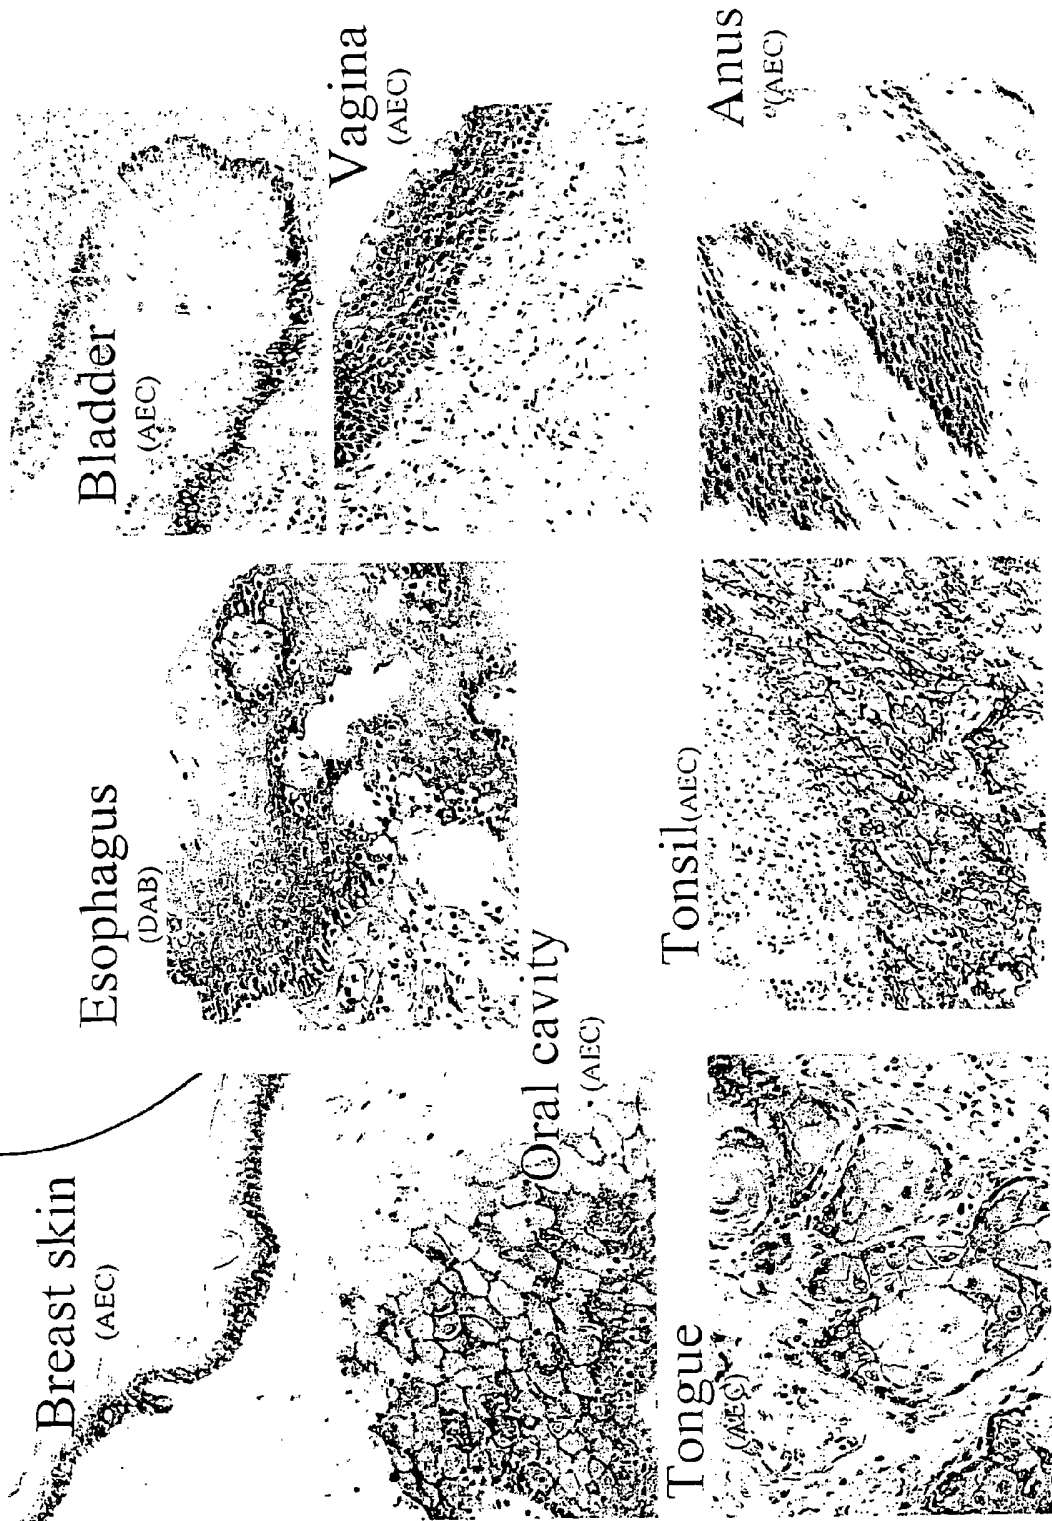 Breast skin
(AEC)
Esophagus
(DAB)
Bladder
(AEC)
Oral cavity
(AEC)
Vagina
(AEC)
Tongue
(AEC)
Tonsil(AEC)
Anus
(AEC)